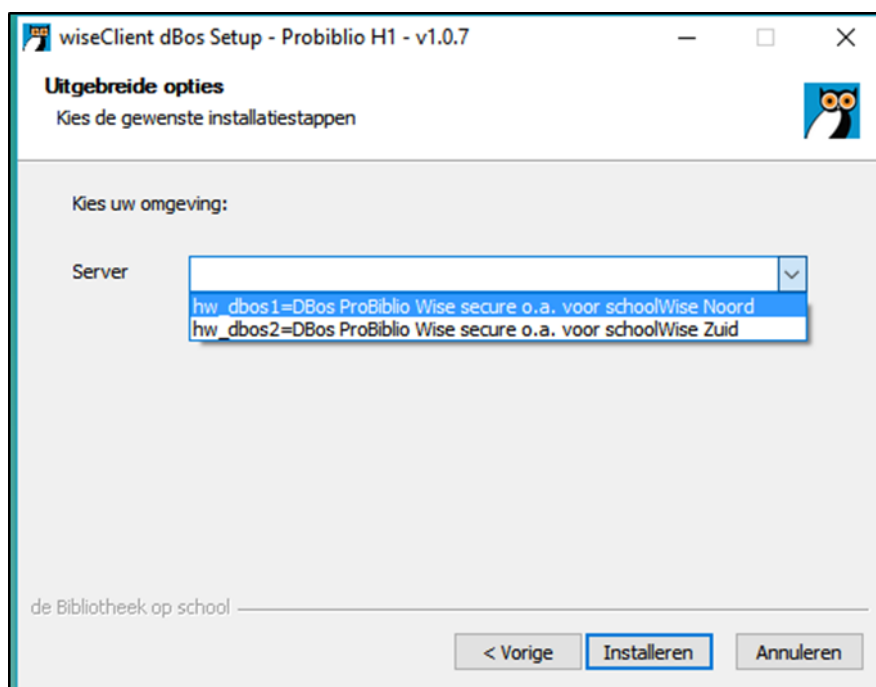 wiseClient dBos Setup - Probiblio H1 - v1.0.7
Uitgebreide opties
Kies de gewenste installatiestappen
Kies uw omgeving:
Server
hw_dbos1=DBos ProBiblio Wise secure o.a. voor schoolWise Noord
hw_dbos2=DBos ProBiblio Wise secure o.a. voor schoolWise Zuid
de Bibliotheek op school
< Vorige Installeren Annuleren